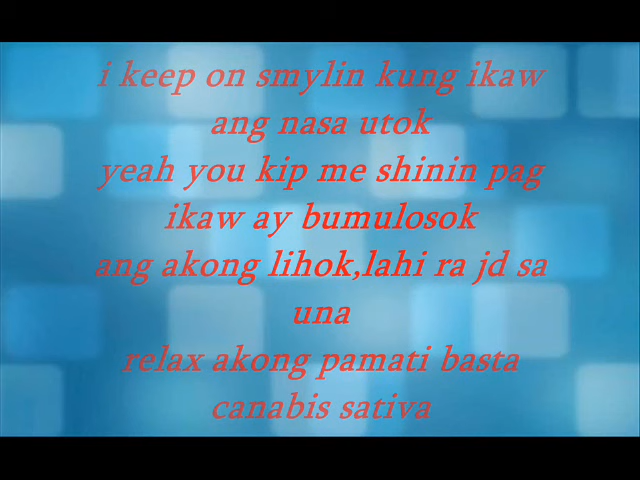 i keep on smylin kung ikaw
ang nasa utok
yeah you kip me shinin pag
ikaw ay bumulosok
ang akong lihok,lahi ra jd sa
una
relax akong pamati basta
canabis sativa